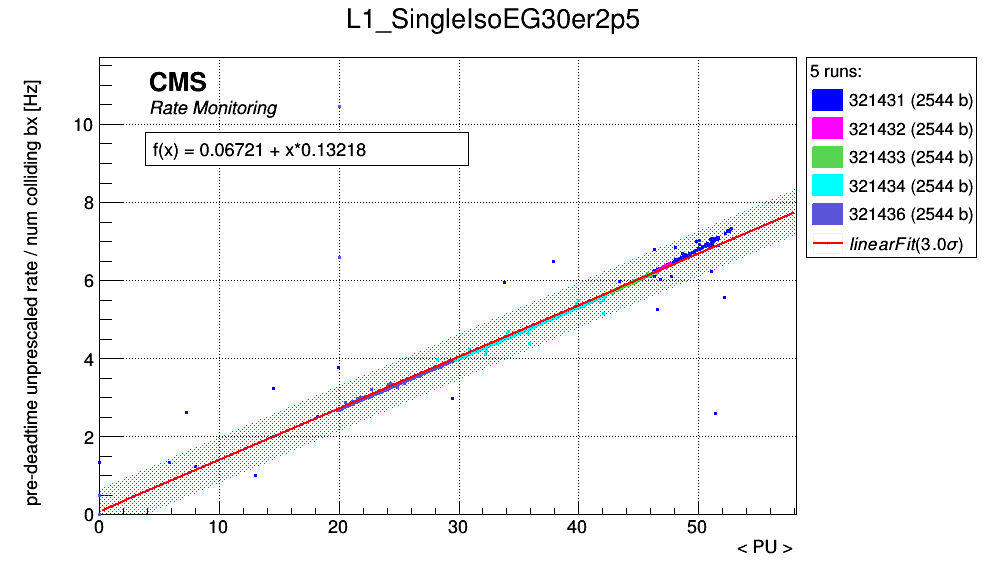 L1_SingleIsoEG30er2p5
CMS
Rate Monitoring
f(x) = 0.06721 + x*0.13218
pre-deadtime unprescaled rate / num colliding bx [Hz]
10
8
6
4
2
0
0 10 20 30 40 50
< PU >
5 runs:
321431 (2544 b)
321432 (2544 b)
321433 (2544 b)
321434 (2544 b)
321436 (2544 b)
linearFit(3.0σ)